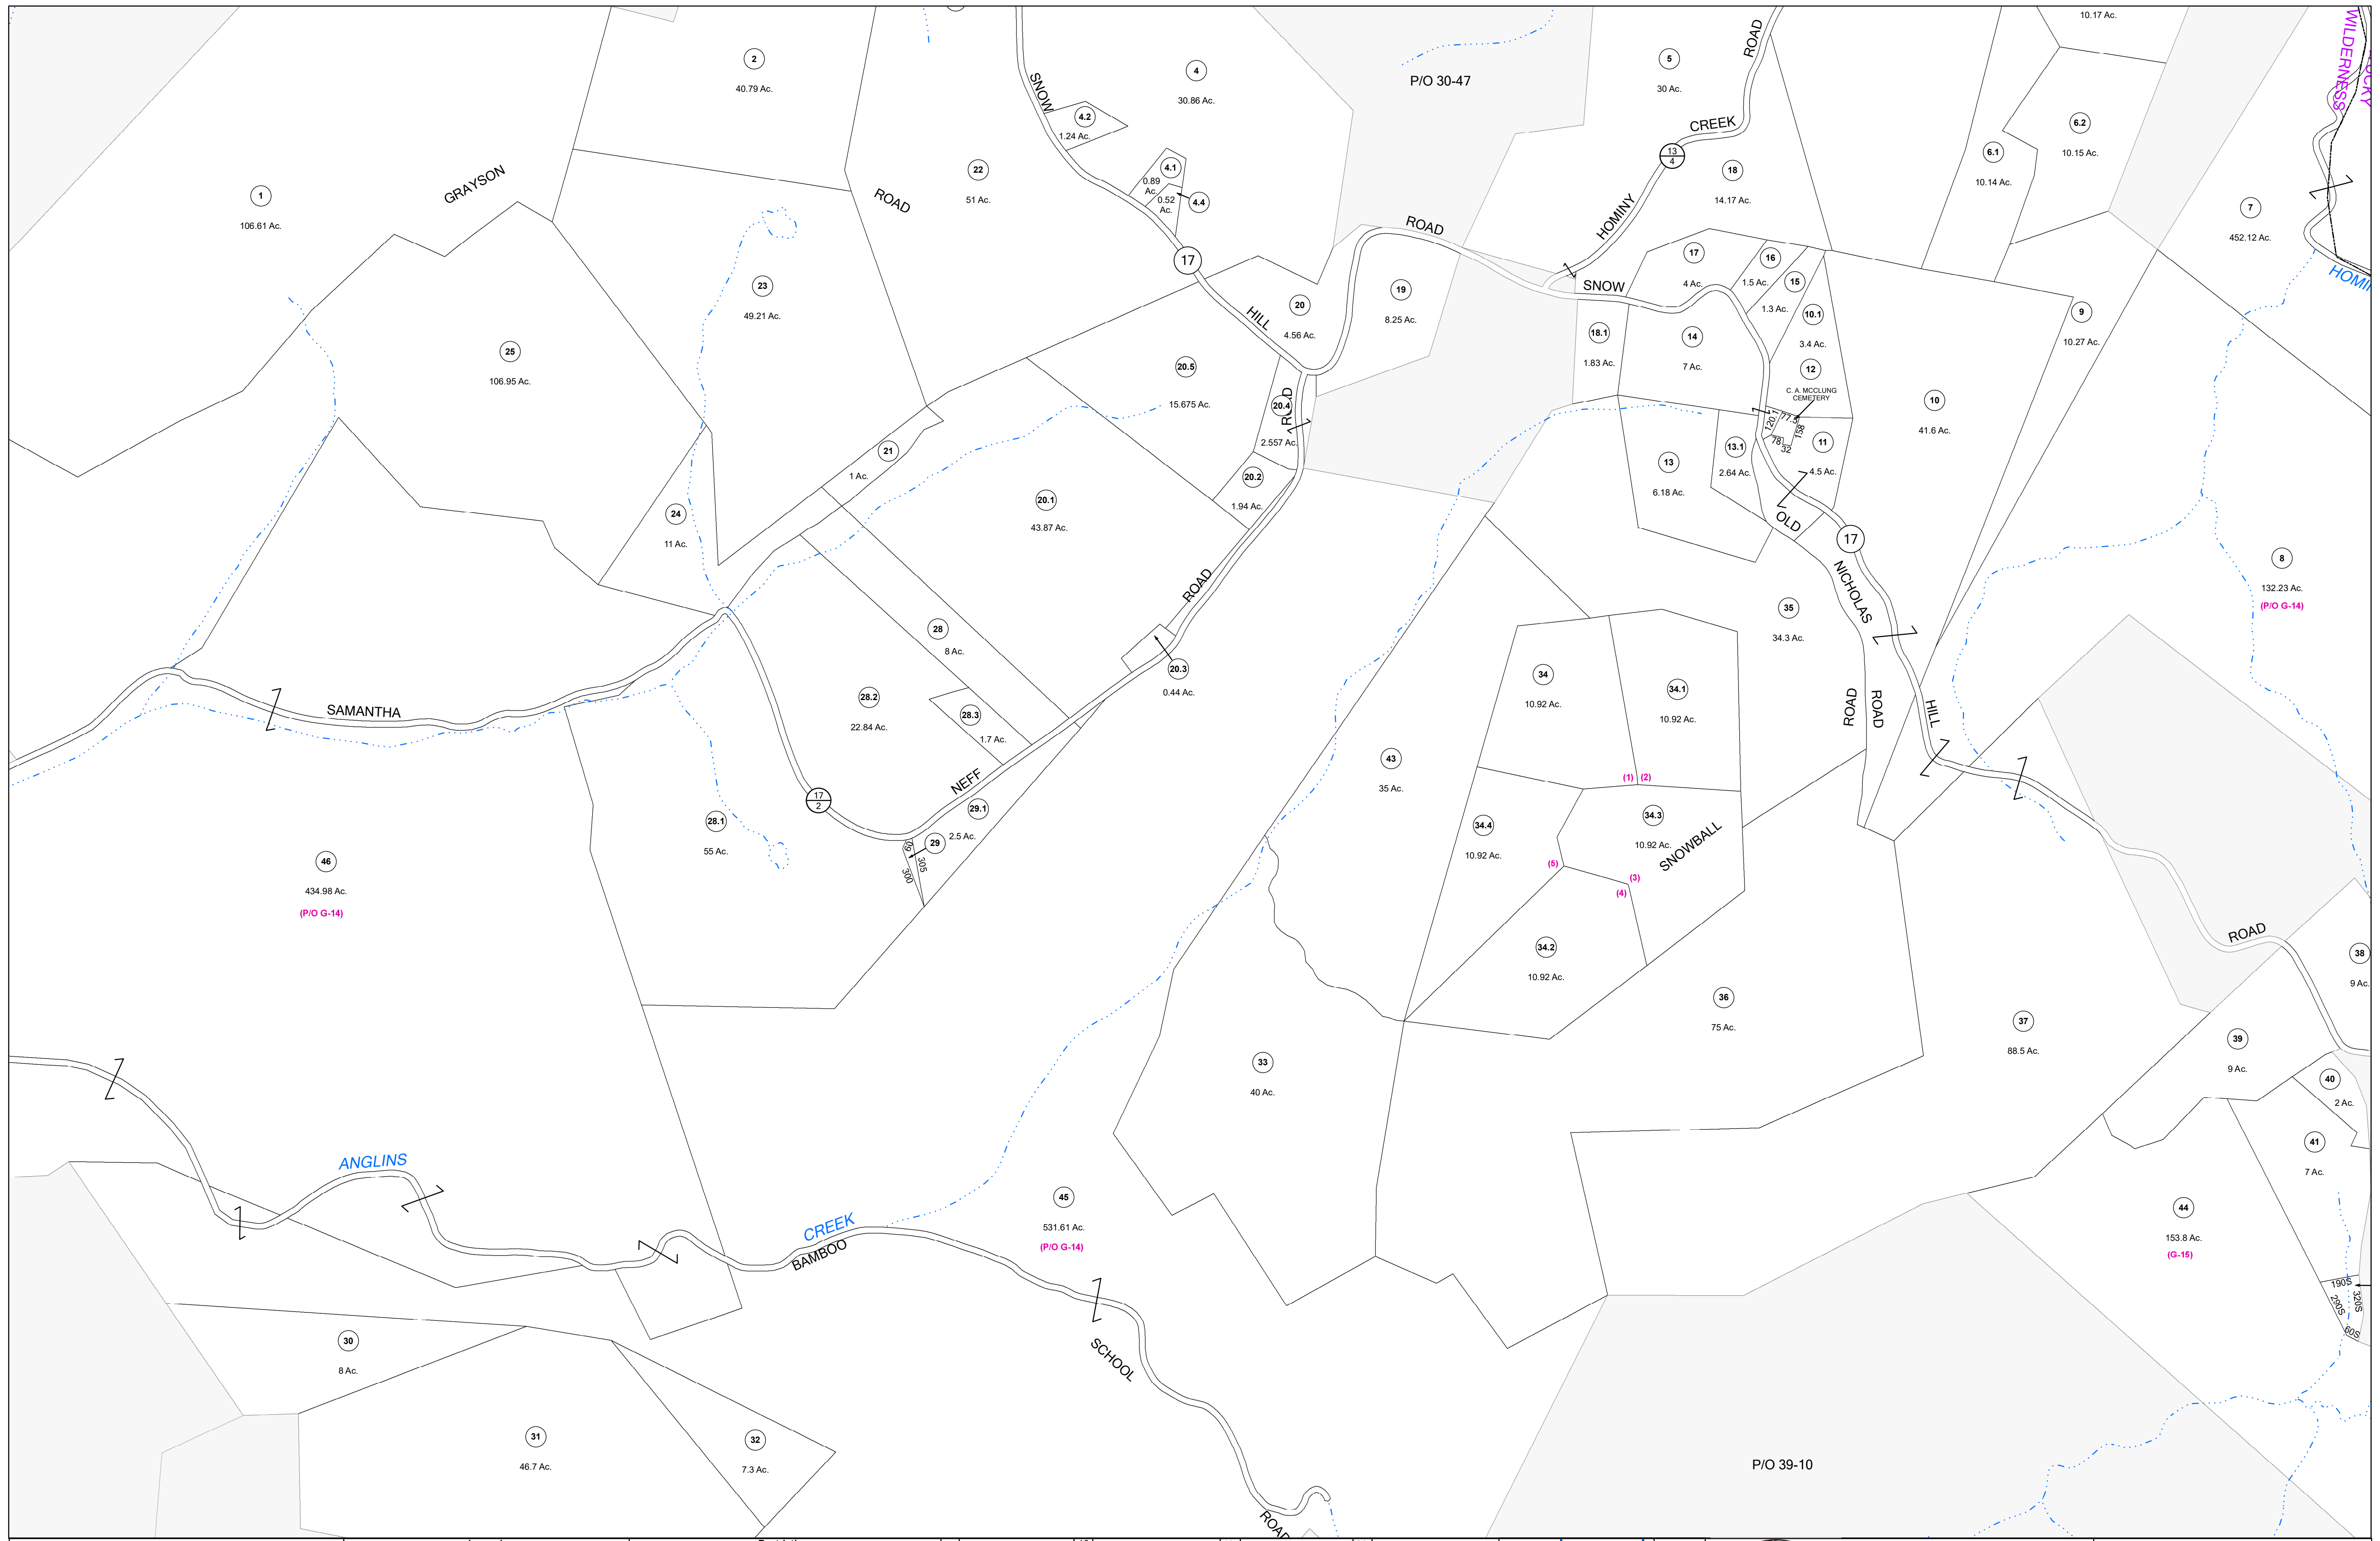 10.17 Ac.
WILDERNESS
2
40.79 Ac.
SNOW
4
30.86 Ac.
P/O 30-47
5
30 Ac.
ROAD
4.2
1.24 Ac.
CREEK
13
4
6.2
10.15 Ac.
6.1
10.14 Ac.
1
106.61 Ac.
GRAYSON
ROAD
22
51 Ac.
4.1
0.89
Ac.
0.52
Ac.
4.4
18
14.17 Ac.
HOMINY
7
452.12 Ac.
ROAD
17
17
4 Ac.
16
1.5 Ac.
15
1.3 Ac.
SNOW
23
49.21 Ac.
19
8.25 Ac.
20
4.56 Ac.
HILL
10.1
3.4 Ac.
9
10.27 Ac.
18.1
1.83 Ac.
14
7 Ac.
25
106.95 Ac.
20.5
15.675 Ac.
12
C. A. MCCLUNG
CEMETERY
10
41.6 Ac.
20.4
ROAD
2.557 Ac.
120.1
77.5
158
78
32
21
1 Ac.
13.1
2.64 Ac.
11
4.5 Ac.
13
6.18 Ac.
20.2
1.94 Ac.
20.1
43.87 Ac.
24
11 Ac.
OLD
17
8
132.23 Ac.
(P/O G-14)
NICHOLAS
ROAD
35
34.3 Ac.
28
8 Ac.
20.3
0.44 Ac.
34
10.92 Ac.
34.1
10.92 Ac.
28.2
22.84 Ac.
28.3
1.7 Ac.
SAMANTHA
ROAD
ROAD
HILL
43
35 Ac.
(1)
(2)
NEFF
17
2
29.1
2.5 Ac.
28.1
55 Ac.
29
60
305
300
34.4
10.92 Ac.
34.3
10.92 Ac.
SNOWBALL
46
434.98 Ac.
(P/O G-14)
(5)
(3)
(4)
34.2
10.92 Ac.
ROAD
38
9 Ac.
36
75 Ac.
37
88.5 Ac.
39
9 Ac.
33
40 Ac.
40
2 Ac.
41
7 Ac.
ANGLINS
CREEK
BAMBOO
45
531.61 Ac.
(P/O G-14)
44
153.8 Ac.
(G-15)
190S
290S
320S
60S
30
8 Ac.
SCHOOL
31
46.7 Ac.
32
7.3 Ac.
P/O 39-10
ROAD